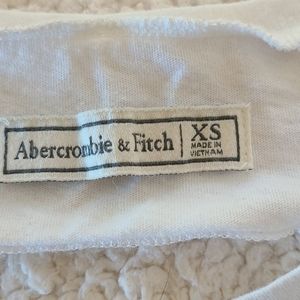 Abercrombie & Fitch XS
MADE IN
VIETNAM